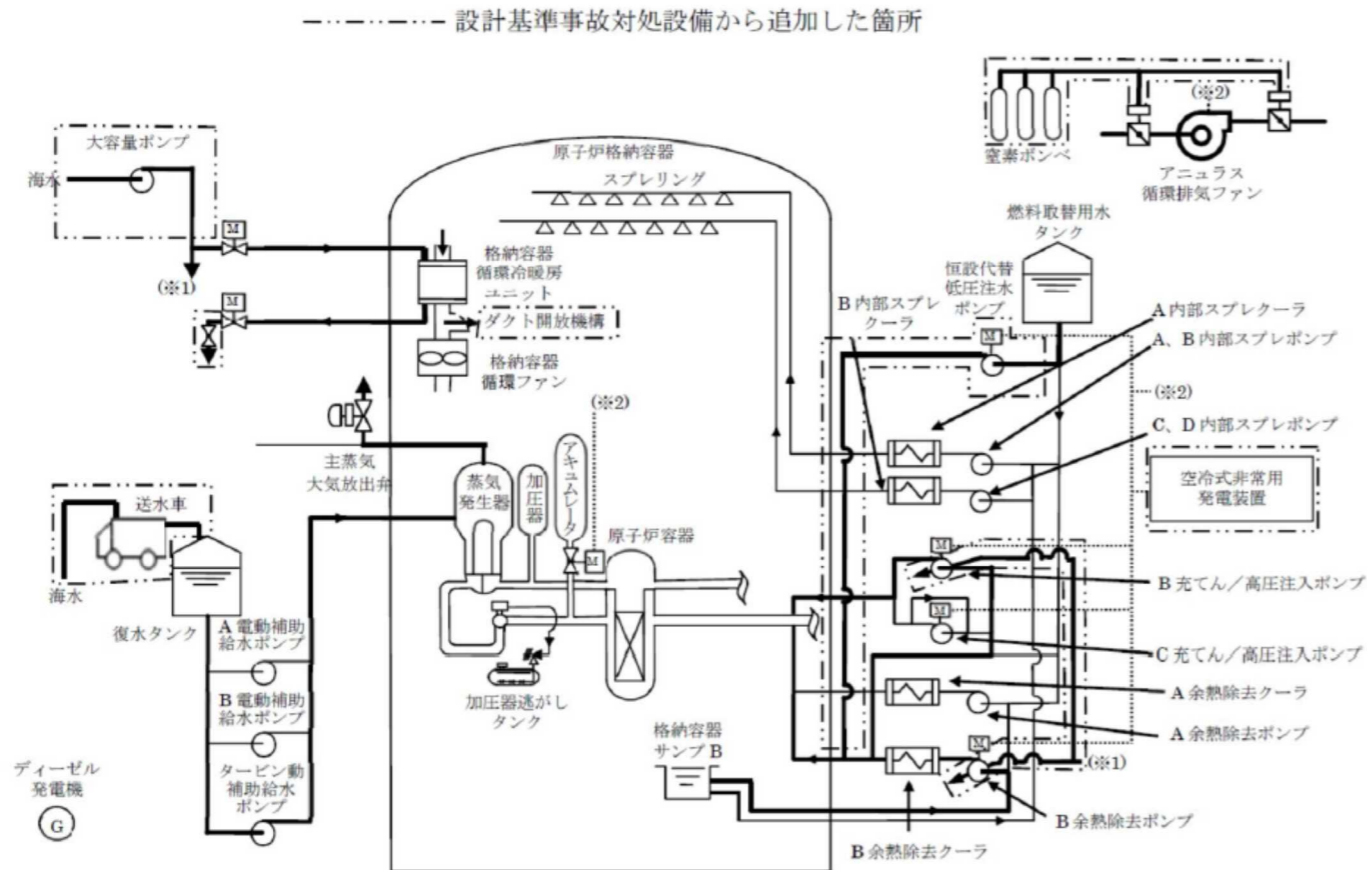 設計基準事故対処設備から追加した箇所
(※2)
窒素ボンベ
アニュラス
循環排気ファン
大容量ポンプ
海水
M
(※1)
M
原子炉格納容器
スプレリング
格納容器
循環冷暖房
ユニット
ダクト開放機構
格納容器
循環ファン
燃料取替用水
タンク
恒設代替
低圧注水
ポンプ
M
B内部スプレ
クーラ
A内部スプレクーラ
A、B内部スプレポンプ
(※2)
C、D内部スプレポンプ
空冷式非常用
発電装置
主蒸気
大気放出弁
(※2)
蒸気
発生器
加圧器
アキュムレータ
M
原子炉容器
加圧器逃がし
タンク
送水車
海水
復水タンク
A電動補助
給水ポンプ
B電動補助
給水ポンプ
タービン動
補助給水
ポンプ
ディーゼル
発電機
G
M
B充てん/高圧注入ポンプ
M
C充てん/高圧注入ポンプ
A余熱除去クーラ
A余熱除去ポンプ
格納容器
サンプB
M
(※1)
B余熱除去ポンプ
B余熱除去クーラ